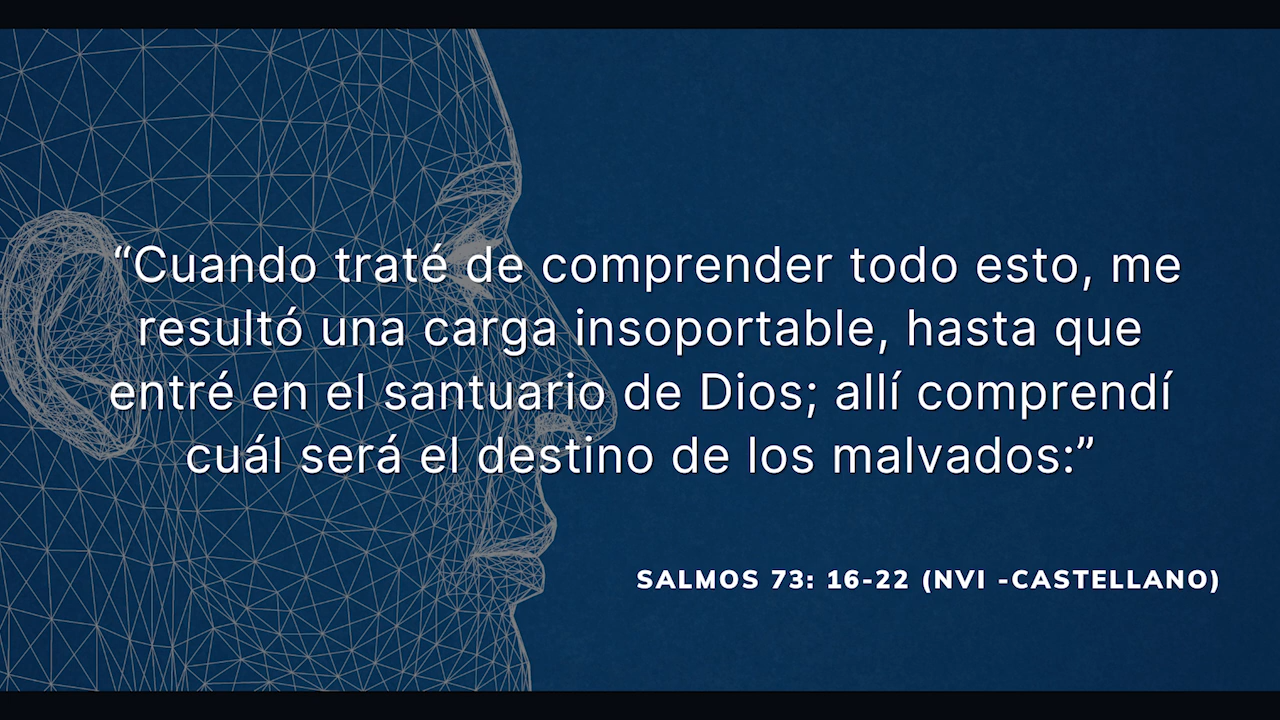 “Cuando traté de comprender todo esto, me
resultó una carga insoportable, hasta que
entré en el santuario de Dios; allí comprendí
cuál será el destino de los malvados:”
SALMOS 73: 16-22 (NVI -CASTELLANO)